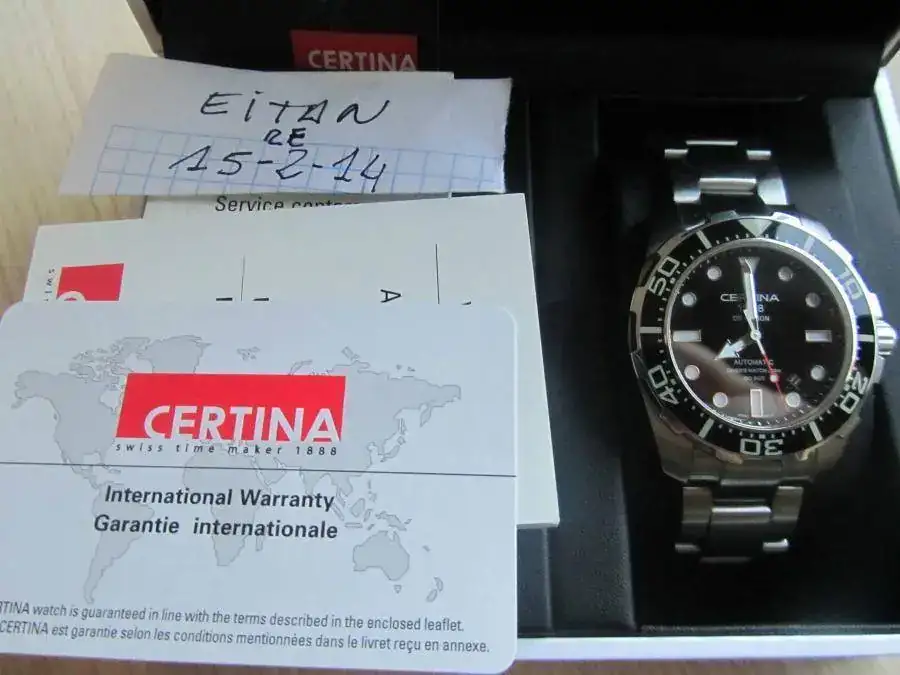 CERTINA
EiTAN
RE
15-2-14
Service
A
CERTINA
swiss time maker 1888
International Warranty
Garantie internationale
TINA watch is guaranteed in line with the terms described in the enclosed leaflet.
CERTINA est garantie selon les conditions mentionnées dans le livret reçu en annexe.
10
20
30
40
50
CERTINA
AUTOMATIC